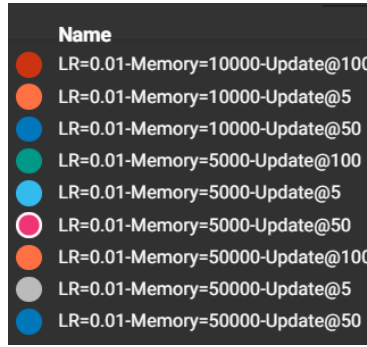 Name
LR=0.01-Memory=10000-Update@100
LR=0.01-Memory=10000-Update@5
LR=0.01-Memory=10000-Update@50
LR=0.01-Memory=5000-Update@100
LR=0.01-Memory=5000-Update@5
LR=0.01-Memory=5000-Update@50
LR=0.01-Memory=50000-Update@100
LR=0.01-Memory=50000-Update@5
LR=0.01-Memory=50000-Update@50